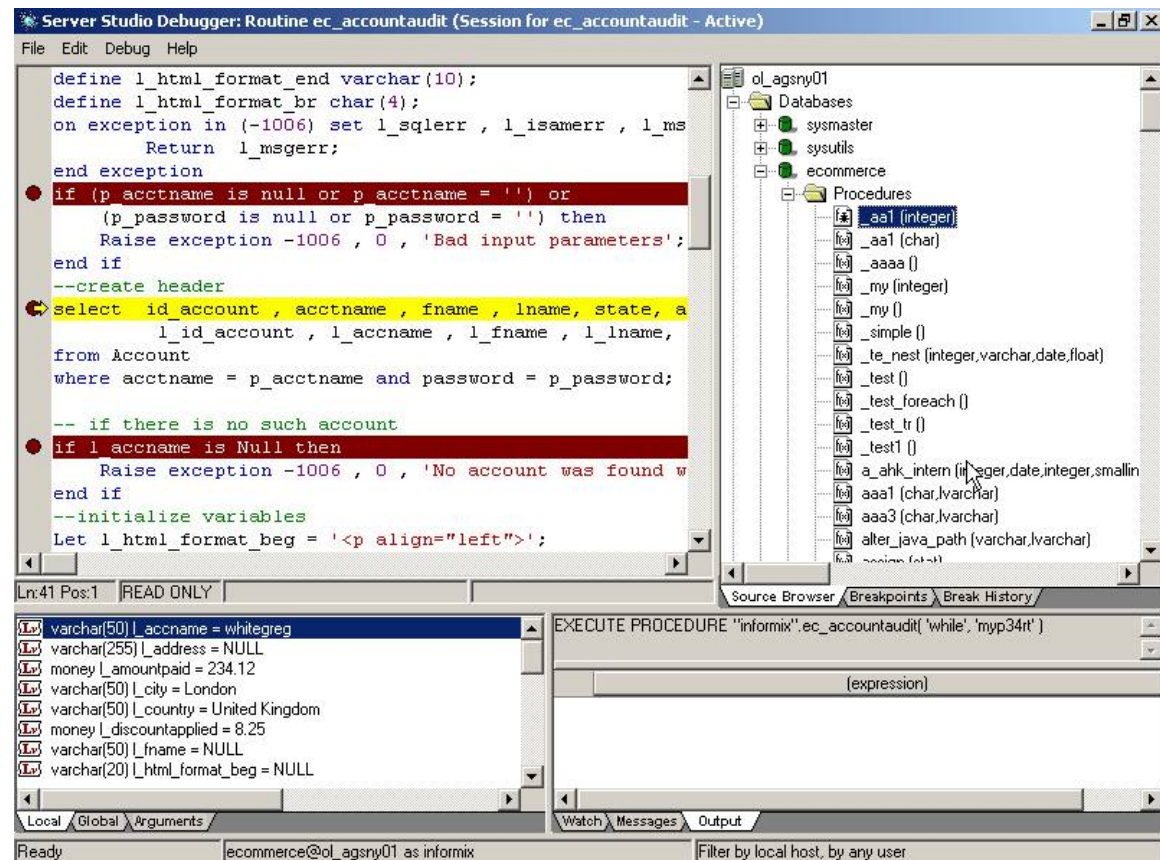 Server Studio Debugger: Routine ec_accountaudit (Session for ec_accountaudit - Active)
File Edit Debug Help
define l_html_format_end varchar(10);
define l_html_format_br char(4);
on exception in (-1006) set l_sqlerr , l_isamerr , l_ms
Return l_msgerr;
end exception
if (p_acctname is null or p_acctname = '') or
(p_password is null or p_password = '') then
Raise exception -1006 , 0 , 'Bad input parameters';
end if
--create header
select id_account , acctname , fname , lname, state, a
l_id_account , l_accname , l_fname , l_lname,
from Account
where acctname = p_acctname and password = p_password;
-- if there is no such account
if l_accname is Null then
Raise exception -1006 , 0 , 'No account was found w
end if
--initialize variables
Let l_html_format_beg = '<p align="left">';
Ln:41 Pos:1 READ ONLY
ol_agsny01
Databases
sysmaster
sysutils
ecommerce
Procedures
_aa1 (integer)
_aa1 (char)
_aaaa ()
_my (integer)
_my ()
_simple ()
_te_nest (integer,varchar,date,float)
_test ()
_test_foreach ()
_test_tr ()
_test1 ()
a_ahk_intern (integer,date,integer,smallin
aaa1 (char,lvarchar)
aaa3 (char,lvarchar)
alter_java_path (varchar,lvarchar)
assign (stat)
Source Browser Breakpoints Break History
varchar(50) l_accname = whitegreg
varchar(255) l_address = NULL
money l_amountpaid = 234.12
varchar(50) l_city = London
varchar(50) l_country = United Kingdom
money l_discountapplied = 8.25
varchar(50) l_fname = NULL
varchar(20) l_html_format_beg = NULL
Local Global Arguments
EXECUTE PROCEDURE "informix".ec_accountaudit( 'while', 'myp34rt' )
(expression)
Watch Messages Output
Ready ecommerce@ol_agsny01 as informix Filter by local host, by any user